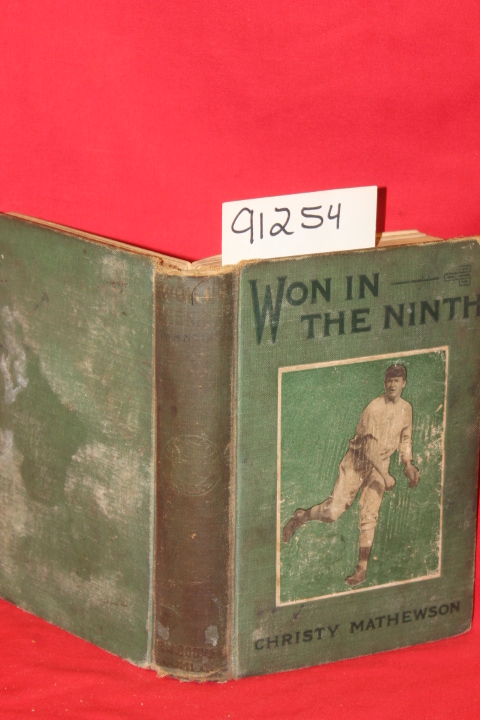 91254
WON IN
THE NINTH
CHRISTY MATHEWSON